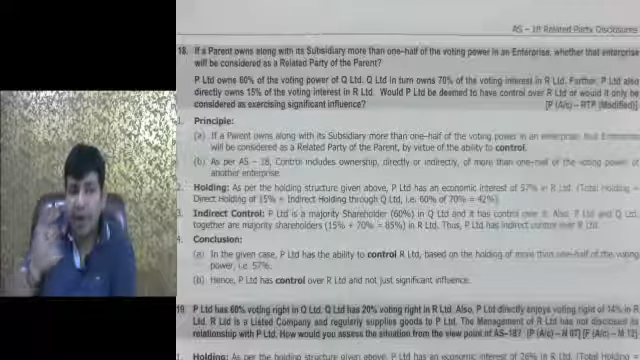 AS - 18 Related Party Disclosures
18. If a Parent owns along with its Subsidiary more than one-half of the voting power in an Enterprise, whether that enterprise
will be considered as a Related Party of the Parent?
P Ltd owns 60% of the voting power of Q Ltd. Q Ltd in turn owns 70% of the voting interest in R Ltd. Further, P Ltd also
directly owns 15% of the voting interest in R Ltd. Would P Ltd be deemed to have control over R Ltd or would it only be
considered as exercising significant influence? [P (A/c) – RTP (Modified)]
1. Principle:
(a) If a Parent owns along with its Subsidiary more than one-half of the voting power in an enterprise, that Enterprise
will be considered as a Related Party of the Parent, by virtue of the ability to control.
(b) As per AS - 18, Control includes ownership, directly or indirectly, of more than one-half of the voting power of
another enterprise.
2. Holding: As per the holding structure given above, P Ltd has an economic interest of 57% in R Ltd. (Total Holding =
Direct Holding of 15% + Indirect Holding through Q Ltd, i.e. 60% of 70% = 42%).
3. Indirect Control: P Ltd is a majority Shareholder (60%) in Q Ltd and it has control over it. Also, P Ltd and Q Ltd
together are majority shareholders (15% + 70% = 85%) in R Ltd. Thus, P Ltd has indirect control over R Ltd.
4. Conclusion:
(a) In the given case, P Ltd has the ability to control R Ltd, based on the holding of more than one-half of the voting
power, i.e. 57%.
(b) Hence, P Ltd has control over R Ltd and not just significant influence.
19. P Ltd has 60% voting right in Q Ltd. Q Ltd has 20% voting right in R Ltd. Also, P Ltd directly enjoys voting right of 14% in R
Ltd. R Ltd is a Listed Company and regularly supplies goods to P Ltd. The Management of R Ltd has not disclosed its
relationship with P Ltd. How would you assess the situation from the view point of AS-18? [P (A/c) – M 07] [F (A/c) – M 12]
1. Holding: As per the holding structure given above, P Ltd has an economic interest of 26% in R Ltd. (Total Holding =